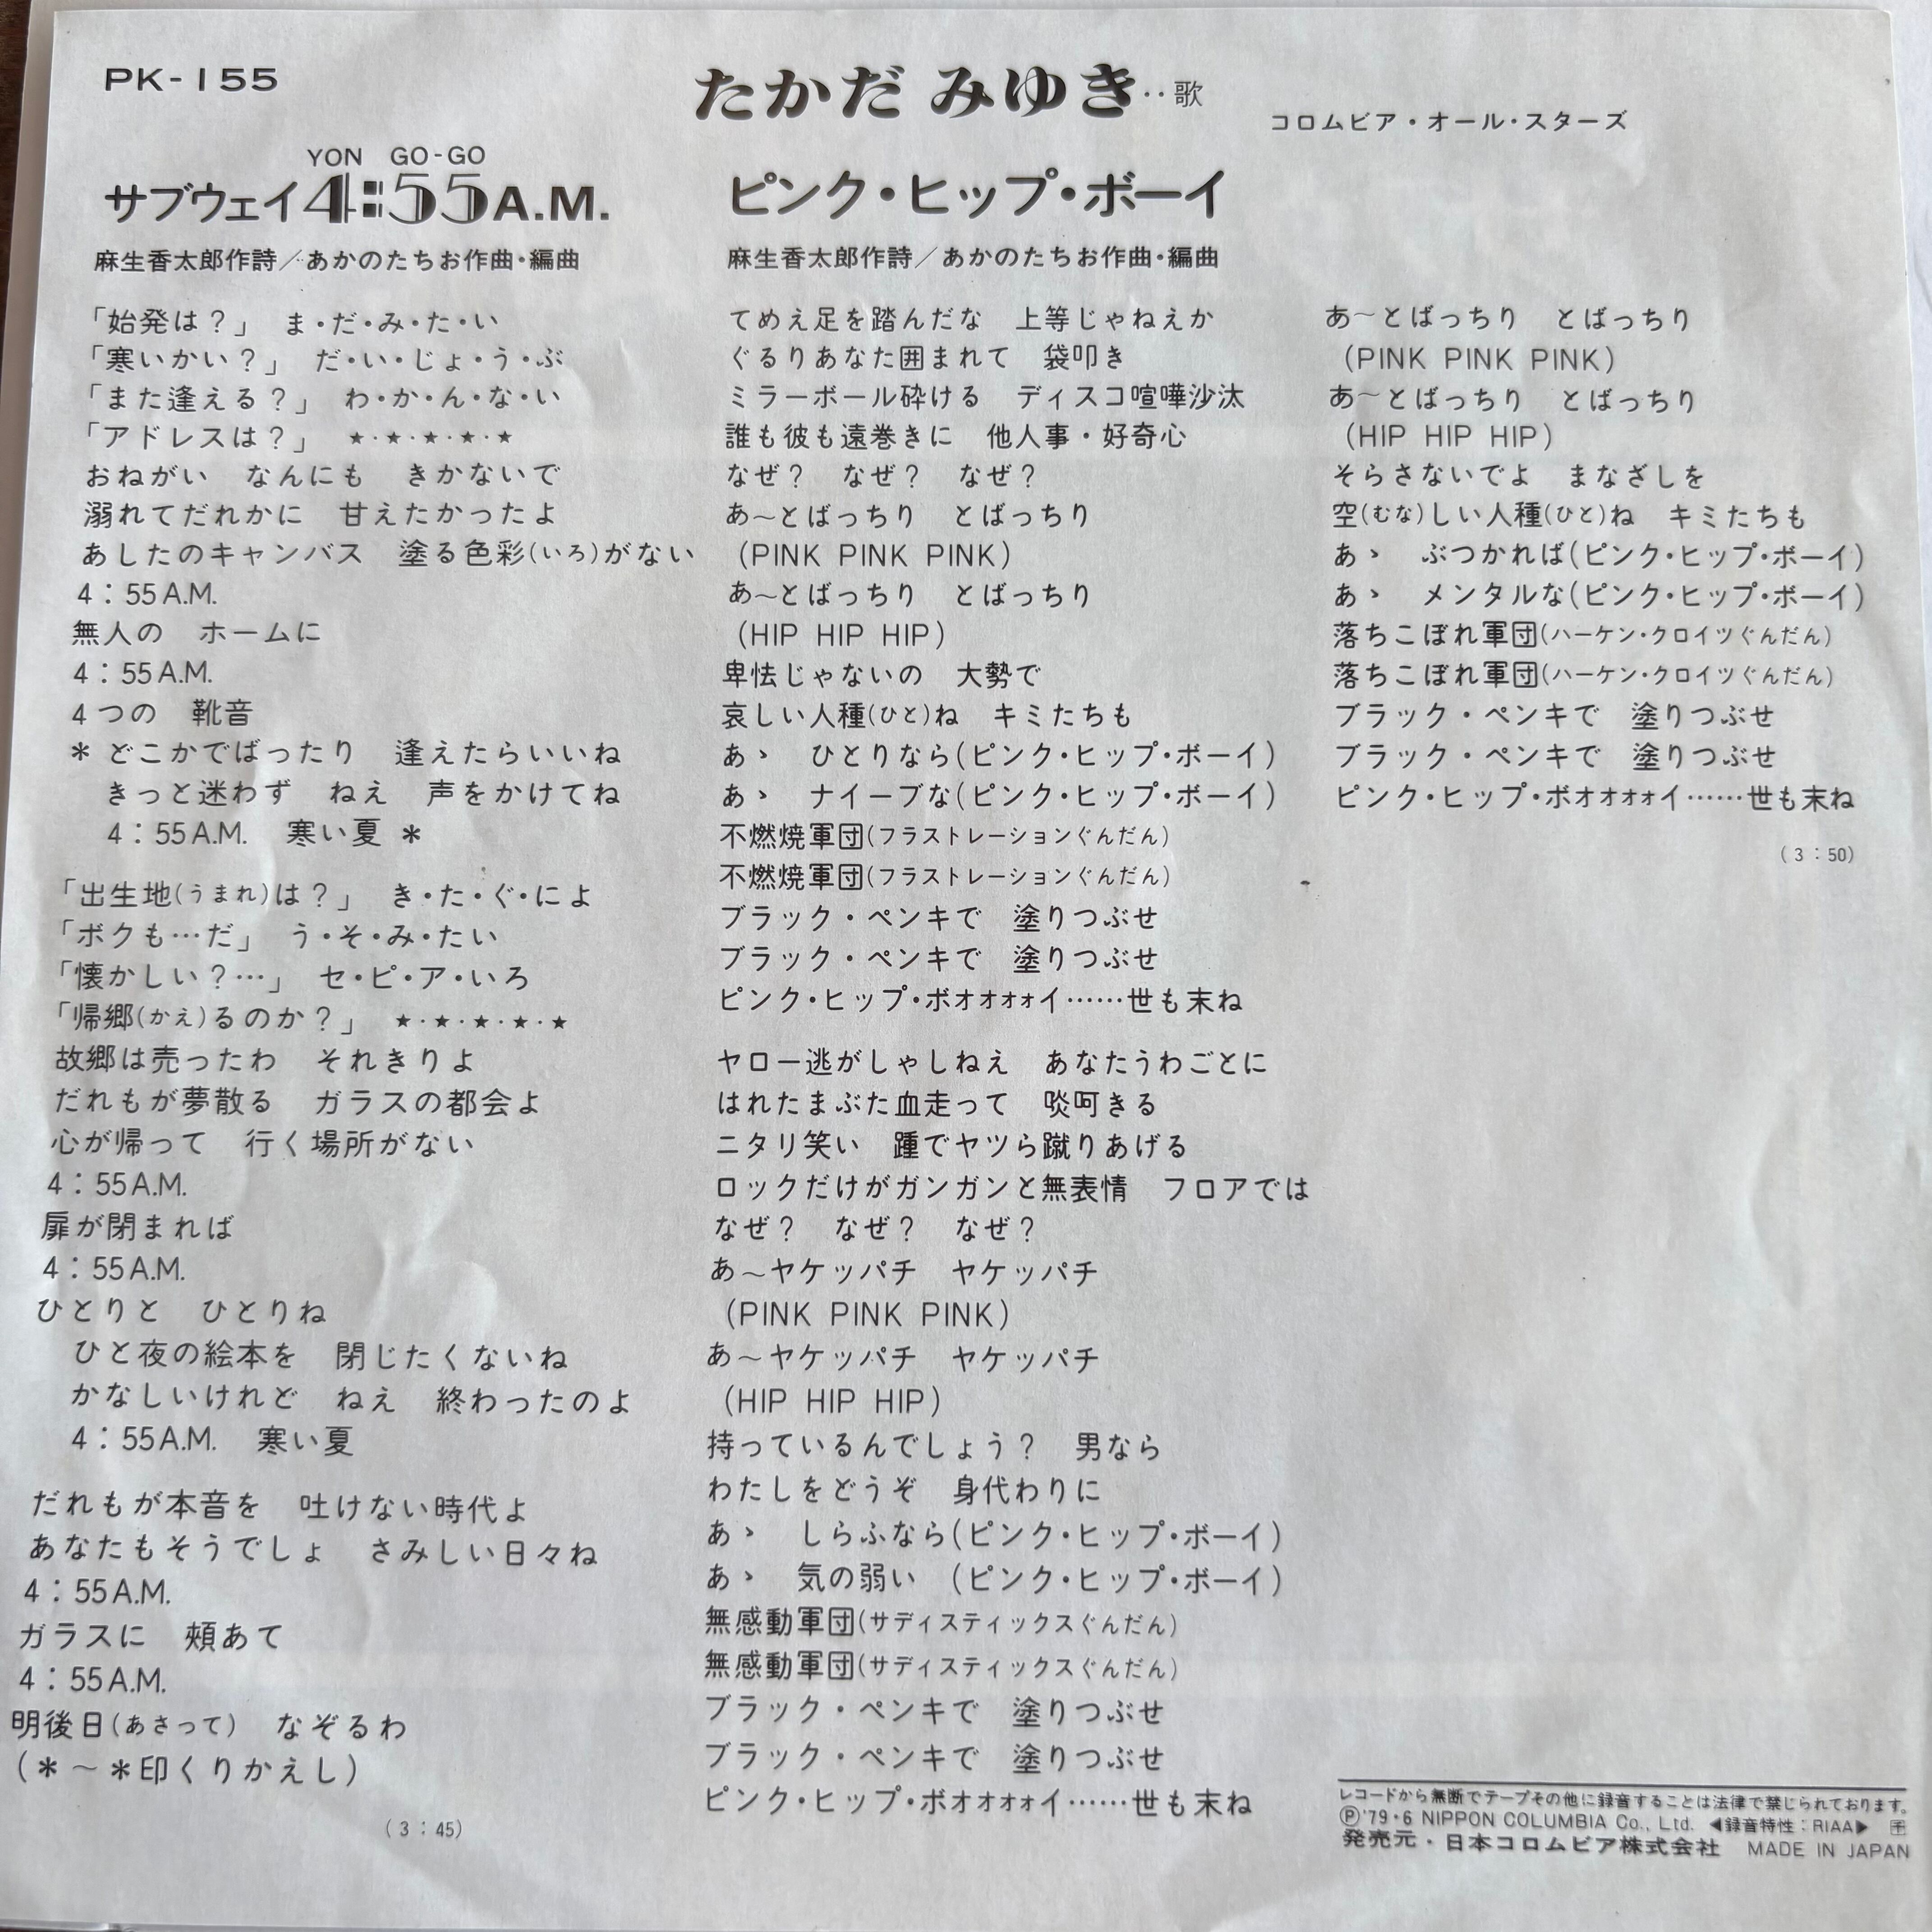 PK-155
たかだ みゆき‥歌
コロムビア・オール・スターズ
YON GO-GO
サブウェイ4:55A.M.
麻生香太郎作詩／あかのたちお作曲・編曲
「始発は？」 ま・だ・み・た・い
「寒いかい？」 だ・い・じょ・う・ぶ
「また逢える？」 わ・か・ん・な・い
「アドレスは？」 ★・★・★・★・★
おねがい なんにも きかないで
溺れてだれかに 甘えたかったよ
あしたのキャンバス 塗る色彩(いろ)がない
4：55A.M.
無人の ホームに
4：55A.M.
4つの 靴音
＊どこかでばったり 逢えたらいいね
きっと迷わず ねえ 声をかけてね
4：55A.M. 寒い夏＊
「出生地(うまれ)は？」 き・た・ぐ・によ
「ボクも…だ」 う・そ・み・たい
「懐かしい？…」 セ・ピ・ア・いろ
「帰郷(かえ)るのか？」 ★・★・★・★・★
故郷は売ったわ それきりよ
だれもが夢散る ガラスの都会よ
心が帰って 行く場所がない
4：55A.M.
扉が閉まれば
4：55A.M.
ひとりと ひとりね
ひと夜の絵本を 閉じたくないね
かなしいけれど ねえ 終わったのよ
4：55A.M. 寒い夏
だれもが本音を 吐けない時代よ
あなたもそうでしょ さみしい日々ね
4：55A.M.
ガラスに 頬あて
4：55A.M.
明後日(あさって) なぞるわ
(＊～＊印くりかえし)
(3：45)
ピンク・ヒップ・ボーイ
麻生香太郎作詩／あかのたちお作曲・編曲
てめえ足を踏んだな 上等じゃねえか
ぐるりあなた囲まれて 袋叩き
ミラーボール砕ける ディスコ喧嘩沙汰
誰も彼も遠巻きに 他人事・好奇心
なぜ？ なぜ？ なぜ？
あ～とばっちり とばっちり
(PINK PINK PINK)
あ～とばっちり とばっちり
(HIP HIP HIP)
卑怯じゃないの 大勢で
哀しい人種(ひと)ね キミたちも
あゝ ひとりなら(ピンク・ヒップ・ボーイ)
あゝ ナイーブな(ピンク・ヒップ・ボーイ)
不燃焼軍団(フラストレーションぐんだん)
不燃焼軍団(フラストレーションぐんだん)
ブラック・ペンキで 塗りつぶせ
ブラック・ペンキで 塗りつぶせ
ピンク・ヒップ・ボオオオォイ……世も末ね
ヤロー逃がしゃしねえ あなたうわごとに
はれたまぶた血走って 啖呵きる
ニタリ笑い 踵でヤツら蹴りあげる
ロックだけがガンガンと無表情 フロアでは
なぜ？ なぜ？ なぜ？
あ～ヤケッパチ ヤケッパチ
(PINK PINK PINK)
あ～ヤケッパチ ヤケッパチ
(HIP HIP HIP)
持っているんでしょう？ 男なら
わたしをどうぞ 身代わりに
あゝ しらふなら(ピンク・ヒップ・ボーイ)
あゝ 気の弱い (ピンク・ヒップ・ボーイ)
無感動軍団(サディスティックスぐんだん)
無感動軍団(サディスティックスぐんだん)
ブラック・ペンキで 塗りつぶせ
ブラック・ペンキで 塗りつぶせ
ピンク・ヒップ・ボオオオォイ……世も末ね
あ～とばっちり とばっちり
(PINK PINK PINK)
あ～とばっちり とばっちり
(HIP HIP HIP)
そらさないでよ まなざしを
空(むな)しい人種(ひと)ね キミたちも
あゝ ぶつかれば(ピンク・ヒップ・ボーイ)
あゝ メンタルな(ピンク・ヒップ・ボーイ)
落ちこぼれ軍団(ハーケン・クロイツぐんだん)
落ちこぼれ軍団(ハーケン・クロイツぐんだん)
ブラック・ペンキで 塗りつぶせ
ブラック・ペンキで 塗りつぶせ
ピンク・ヒップ・ボオオオォイ……世も末ね
(3：50)
レコードから無断でテープその他に録音することは法律で禁じられております。
Ⓟ'79・6 NIPPON COLUMBIA Co., Ltd. ◀録音特性：RIAA▶
発売元・日本コロムビア株式会社 MADE IN JAPAN